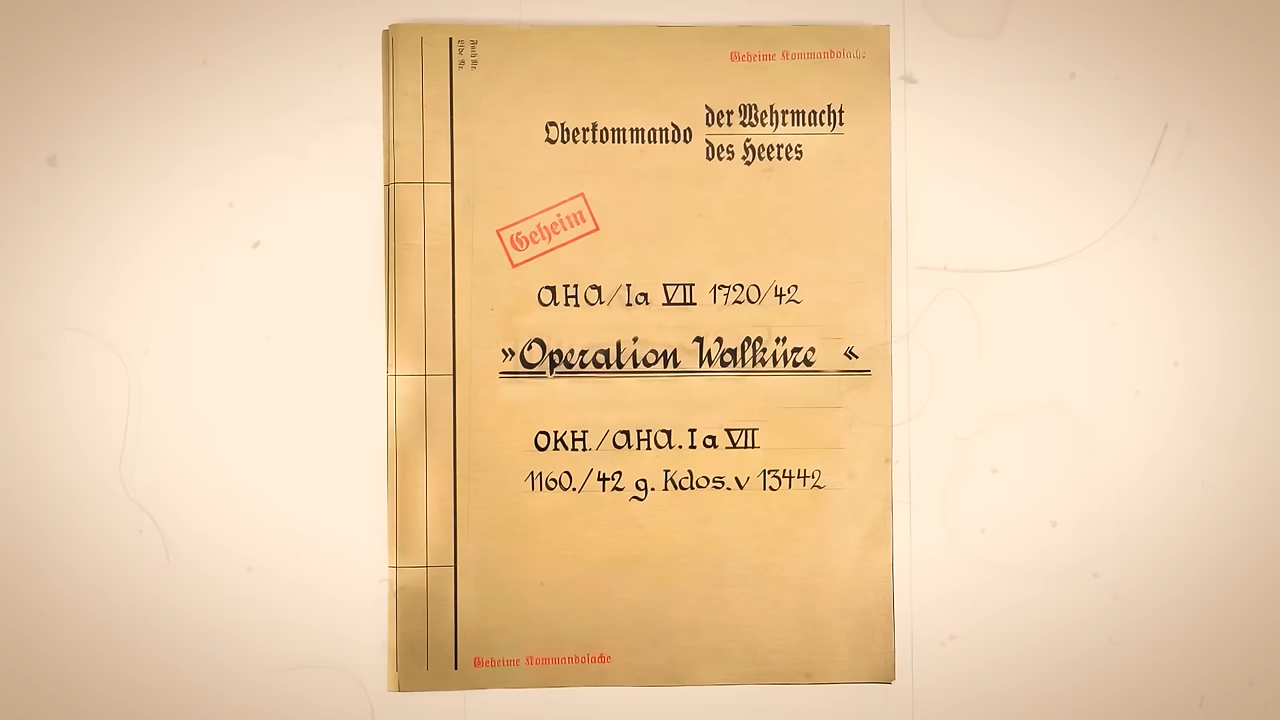 Geheime Kommandosache
Oberkommando der Wehrmacht
des Heeres
Geheim
AHA/Ia VII 1720/42
»Operation Walküre«
OKH./AHA.Ia VII
1160./42 g. Kdos. v 13442
Geheime Kommandosache